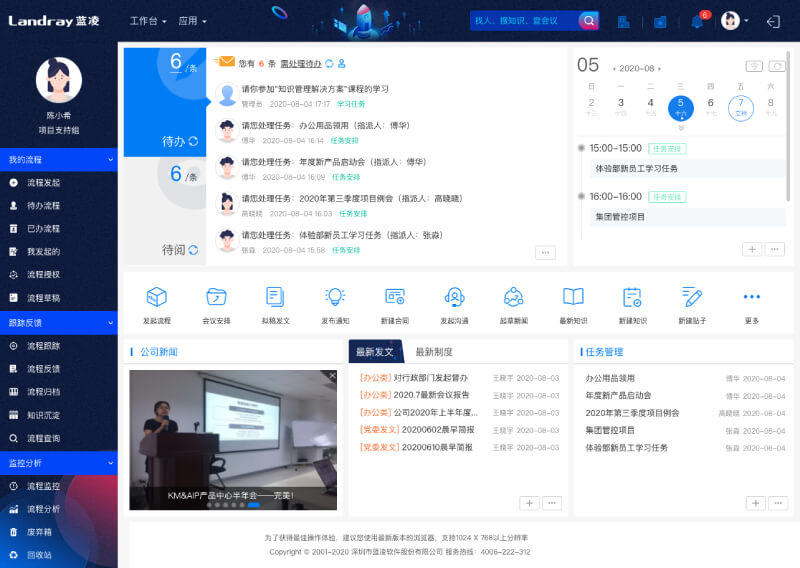 Landray 蓝凌
工作台
应用
找人、搜知识、查会议
6
陈小希
项目支持组
我的流程
流程发起
待办流程
已办流程
我发起的
流程授权
流程草稿
跟踪反馈
流程跟踪
流程反馈
流程归档
知识沉淀
流程查询
监控分析
流程监控
流程分析
废弃箱
回收站
6 /条
待办
6 /条
待阅
您有 6 条 需处理待办
请你参加"知识管理解决方案"课程的学习
管理员 2020-08-04 17:17 学习任务
请您处理任务：办公用品领用（指派人：傅华）
傅华 2020-08-04 16:14 任务安排
请您处理任务：年度新产品启动会（指派人：傅华）
傅华 2020-08-04 16:09 任务安排
请您处理任务：2020年第三季度项目例会（指派人：高晓晓）
高晓晓 2020-08-04 16:03 任务安排
请您处理任务：体验部新员工学习任务（指派人：张淼）
张淼 2020-08-04 15:58 任务安排
05 2020-08
日 一 二 三 四 五 六
2 3 4 5 6 7 8
十三 十四 十五 十六 十七 立秋 十九
15:00-15:00 任务安排
体验部新员工学习任务
16:00-16:00 任务安排
集团管控项目
发起流程
会议安排
拟稿发文
发布通知
新建合同
发起沟通
起草新闻
最新知识
新建知识
新建贴子
更多
公司新闻
KM&AIP产品中心半年会——完美！
最新发文
最新制度
[办公类] 对行政部门发起督办 王晓宇 2020-08-03
[办公类] 2020.7最新会议报告 王晓宇 2020-08-03
[办公类] 公司2020年上半年度... 王晓宇 2020-08-03
[党委发文] 20200602晨早简报 王晓宇 2020-08-03
[党委发文] 20200610晨早简报 王晓宇 2020-08-03
任务管理
办公用品领用 傅华 2020-08-04
年度新产品启动会 傅华 2020-08-04
2020年第三季度项目例会 高晓晓 2020-08-04
集团管控项目 张淼 2020-08-04
体验部新员工学习任务 张淼 2020-08-04
为了获得最佳操作体验，建议您使用最新版本的浏览器，支持1024 X 768以上分辨率
Copyright © 2001-2020 深圳市蓝凌软件股份有限公司 服务热线：4006-222-312